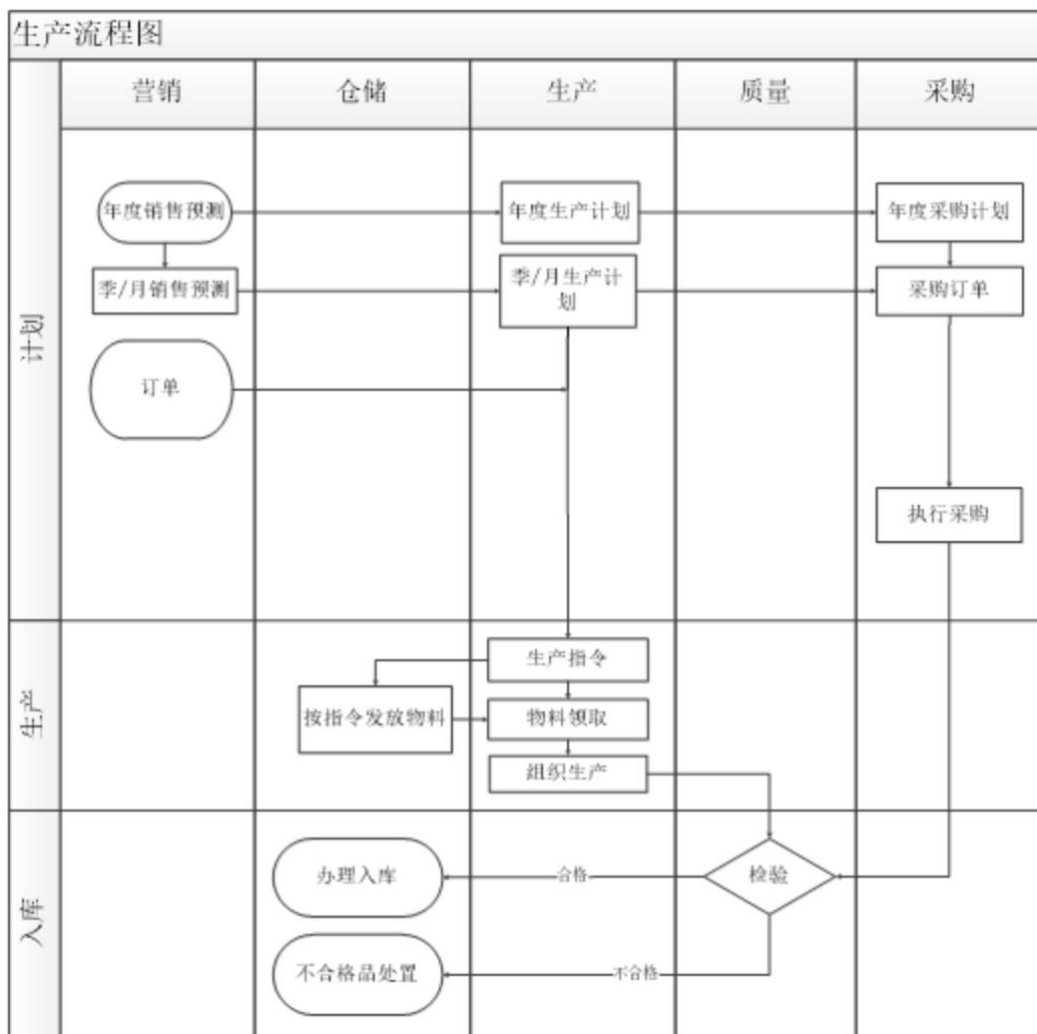 生产流程图
营销
仓储
生产
质量
采购
计划
年度销售预测
年度生产计划
年度采购计划
季/月销售预测
季/月生产计
划
采购订单
订单
执行采购
生产
生产指令
按指令发放物料
物料领取
组织生产
入库
办理入库
合格
检验
不合格品处置
不合格